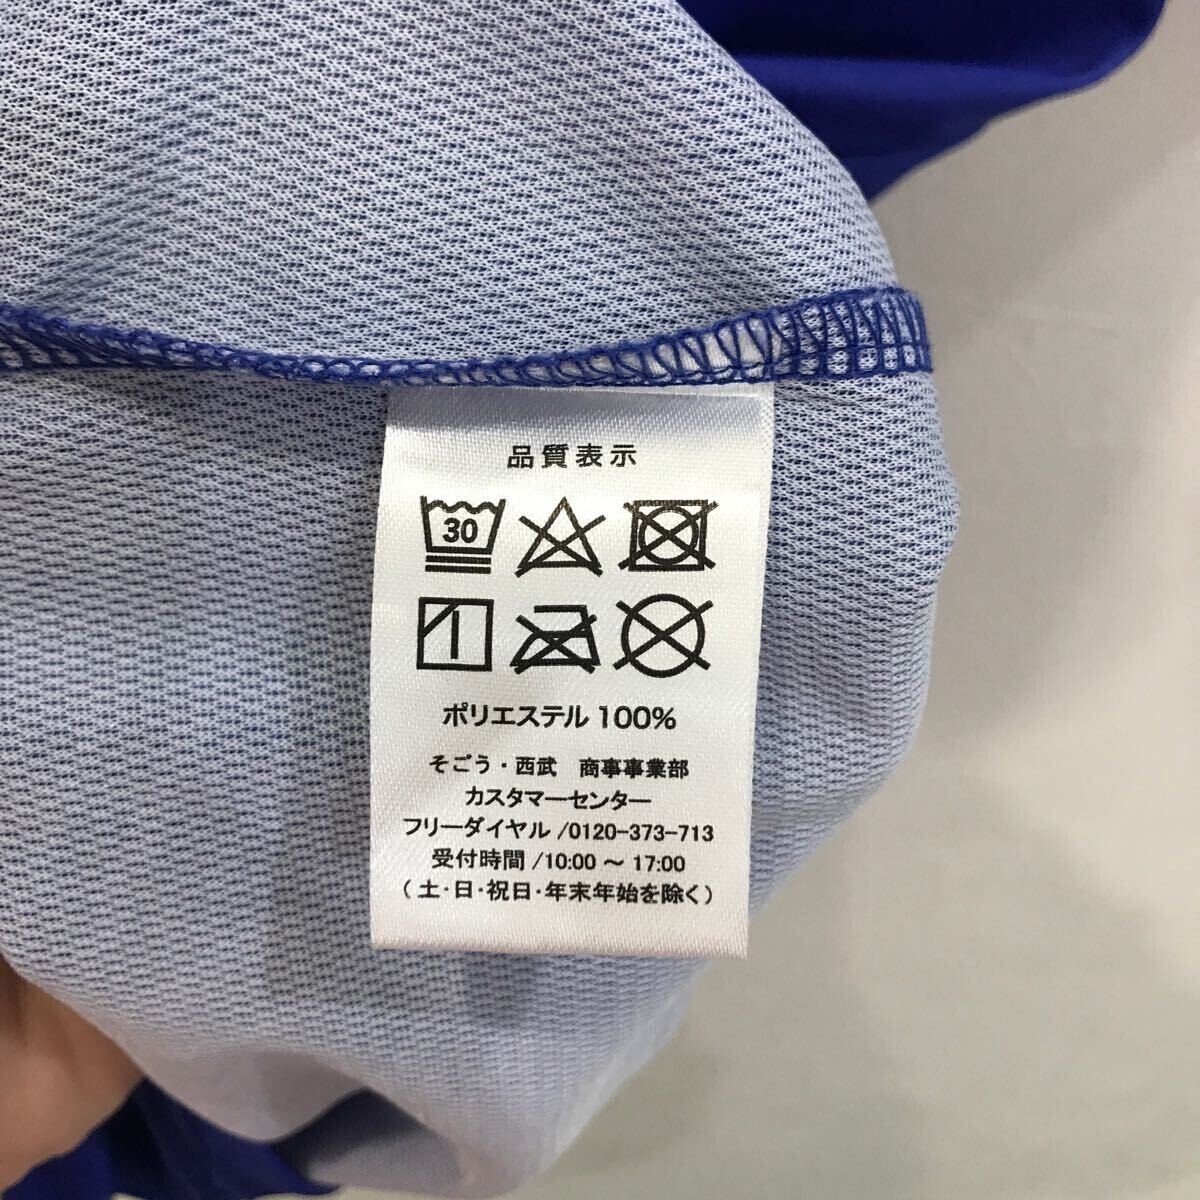 品質表示
30
ポリエステル 100%
そごう・西武 商事事業部
カスタマーセンター
フリーダイヤル /0120-373-713
受付時間 /10:00 ~ 17:00
(土・日・祝日・年末年始を除く)